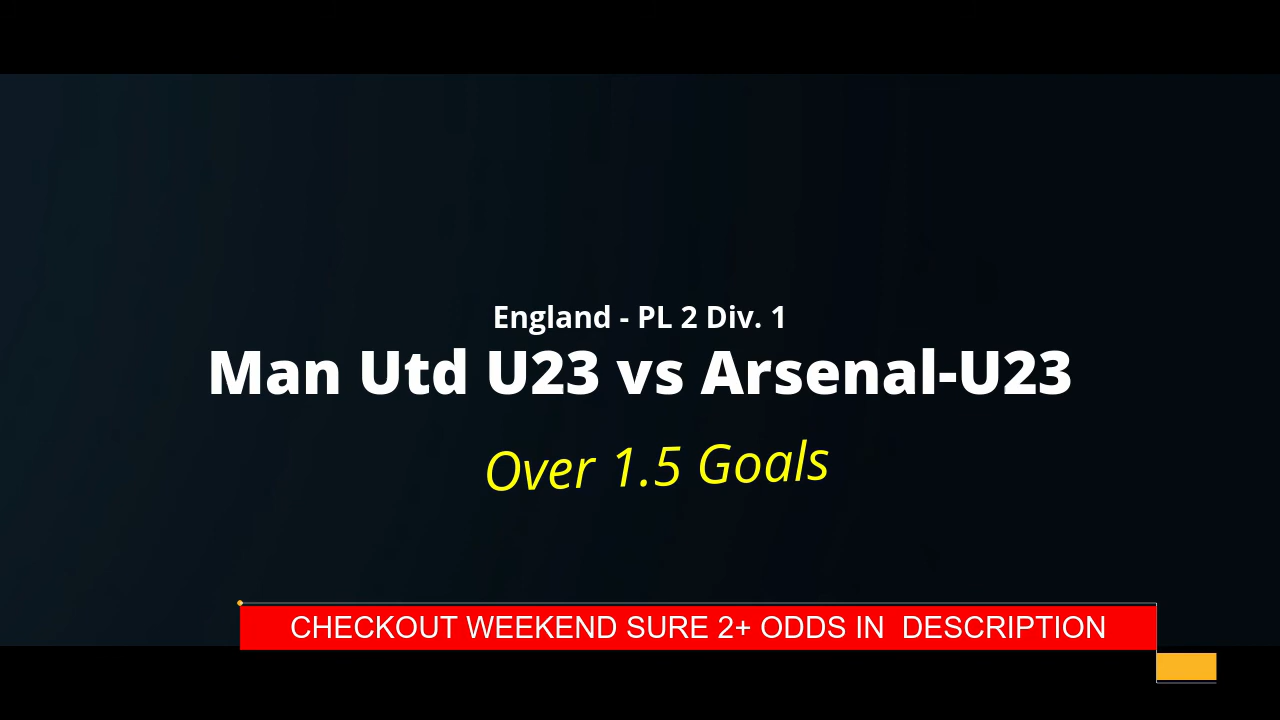 England - PL 2 Div. 1
Man Utd U23 vs Arsenal-U23
Over 1.5 Goals
CHECKOUT WEEKEND SURE 2+ ODDS IN  DESCRIPTION